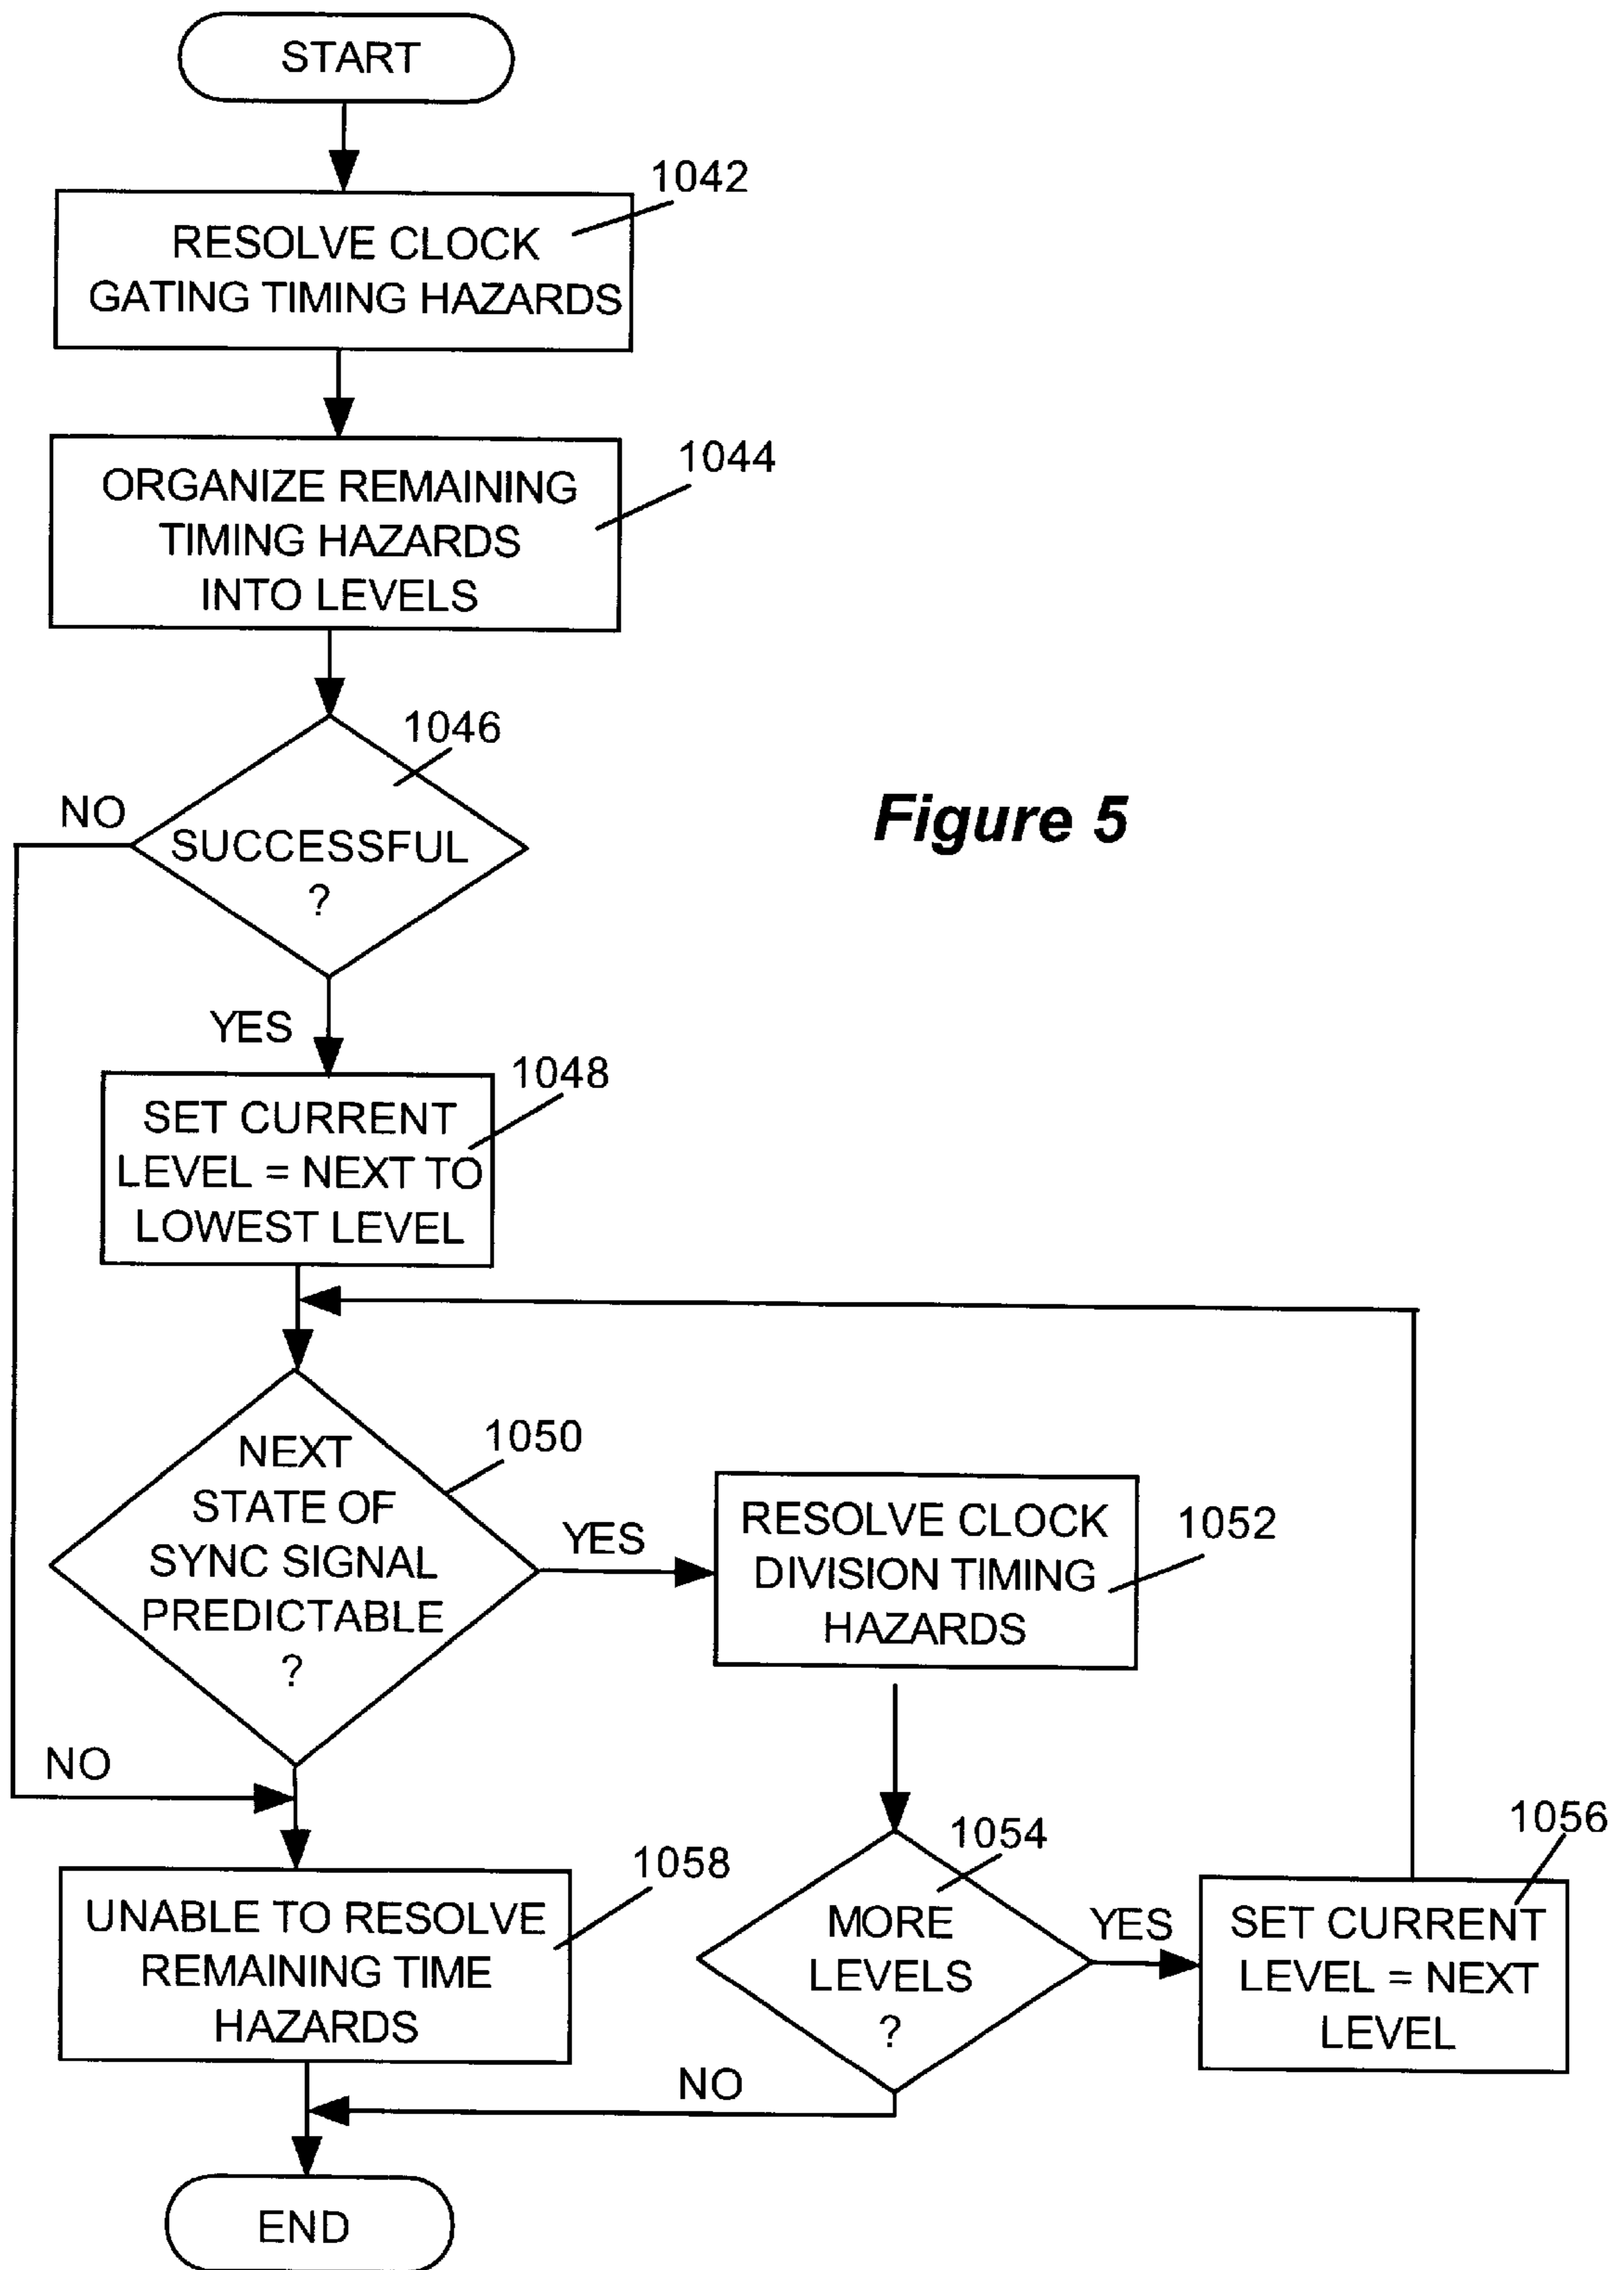 START
1042
RESOLVE CLOCK
GATING TIMING HAZARDS
1044
ORGANIZE REMAINING
TIMING HAZARDS
INTO LEVELS
1046
NO
SUCCESSFUL
?
Figure 5
YES
1048
SET CURRENT
LEVEL = NEXT TO
LOWEST LEVEL
1050
NEXT
STATE OF
SYNC SIGNAL
PREDICTABLE
?
YES
RESOLVE CLOCK
DIVISION TIMING
HAZARDS
1052
NO
1054
MORE
LEVELS
?
YES
1056
SET CURRENT
LEVEL = NEXT
LEVEL
1058
UNABLE TO RESOLVE
REMAINING TIME
HAZARDS
NO
END